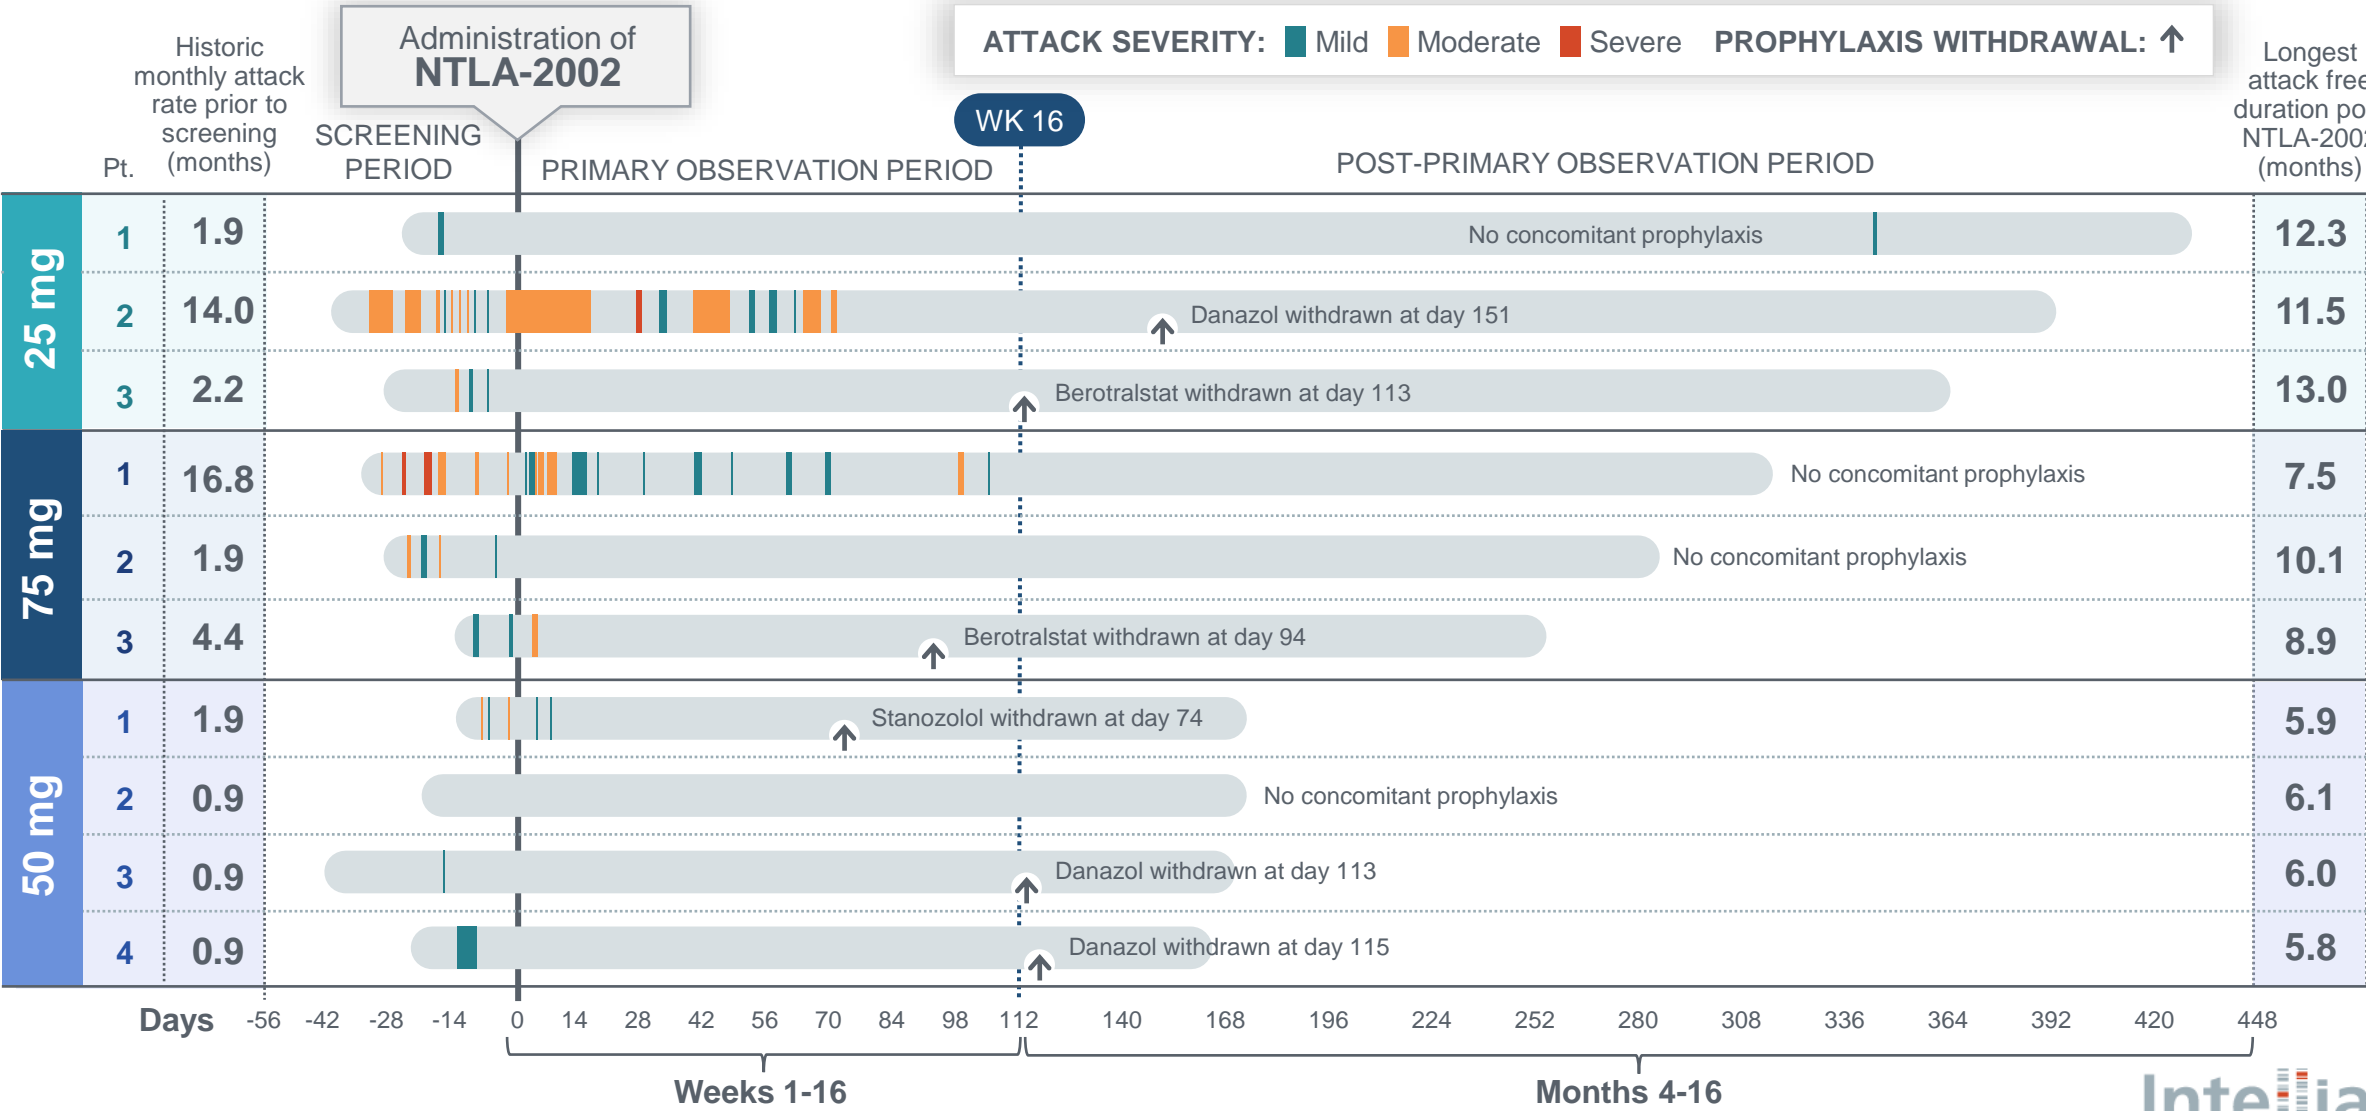 Historic
monthly attack
rate prior to
screening
(months)
Pt.
SCREENING
PERIOD
Administration of
NTLA-2002
PRIMARY OBSERVATION PERIOD
WK 16
ATTACK SEVERITY: Mild Moderate Severe PROPHYLAXIS WITHDRAWAL:
POST-PRIMARY OBSERVATION PERIOD
Longest
attack free
duration po
NTLA-2002
(months)
25 mg
1 1.9 No concomitant prophylaxis 12.3
2 14.0 Danazol withdrawn at day 151 11.5
3 2.2 Berotralstat withdrawn at day 113 13.0
75 mg
1 16.8 No concomitant prophylaxis 7.5
2 1.9 No concomitant prophylaxis 10.1
3 4.4 Berotralstat withdrawn at day 94 8.9
50 mg
1 1.9 Stanozolol withdrawn at day 74 5.9
2 0.9 No concomitant prophylaxis 6.1
3 0.9 Danazol withdrawn at day 113 6.0
4 0.9 Danazol withdrawn at day 115 5.8
Days -56 -42 -28 -14 0 14 28 42 56 70 84 98 112 140 168 196 224 252 280 308 336 364 392 420 448
Weeks 1-16 Months 4-16
Intellia